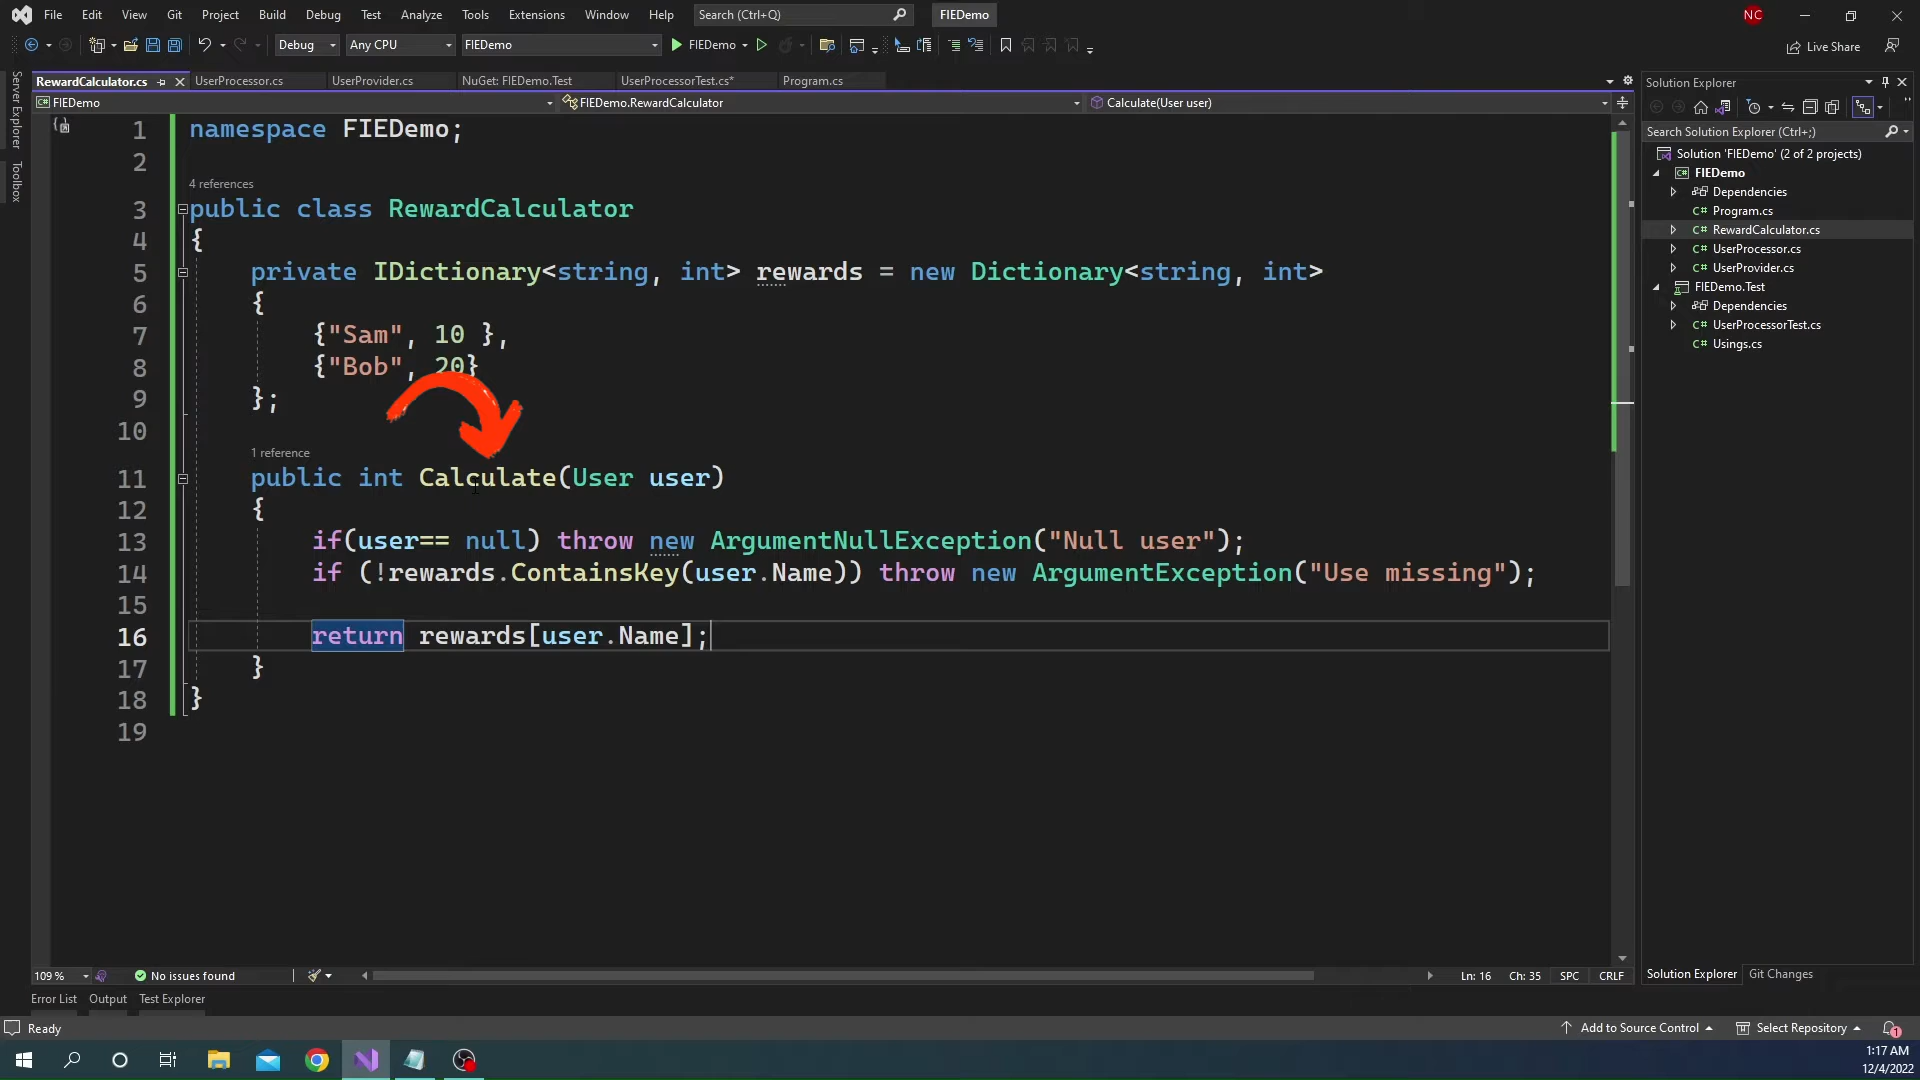 File Edit View Git Project Build Debug Test Analyze Tools Extensions Window Help Search (Ctrl+Q) FIEDemo NC
Debug Any CPU FIEDemo FIEDemo Live Share
RewardCalculator.cs UserProcessor.cs UserProvider.cs NuGet: FIEDemo.Test UserProcessorTest.cs* Program.cs
FIEDemo FIEDemo.RewardCalculator Calculate(User user)
Server Explorer
Toolbox
1 namespace FIEDemo;
2
4 references
3 public class RewardCalculator
4 {
5 private IDictionary<string, int> rewards = new Dictionary<string, int>
6 {
7 {"Sam", 10 },
8 {"Bob", 20}
9 };
10
1 reference
11 public int Calculate(User user)
12 {
13 if(user== null) throw new ArgumentNullException("Null user");
14 if (!rewards.ContainsKey(user.Name)) throw new ArgumentException("Use missing");
15
16 return rewards[user.Name];
17 }
18 }
19
109 % No issues found Ln: 16 Ch: 35 SPC CRLF
Solution Explorer
Search Solution Explorer (Ctrl+;)
Solution 'FIEDemo' (2 of 2 projects)
C# FIEDemo
Dependencies
C# Program.cs
C# RewardCalculator.cs
C# UserProcessor.cs
C# UserProvider.cs
FIEDemo.Test
Dependencies
C# UserProcessorTest.cs
C# Usings.cs
Solution Explorer Git Changes
Error List Output Test Explorer
Ready Add to Source Control Select Repository 1
1:17 AM
12/4/2022